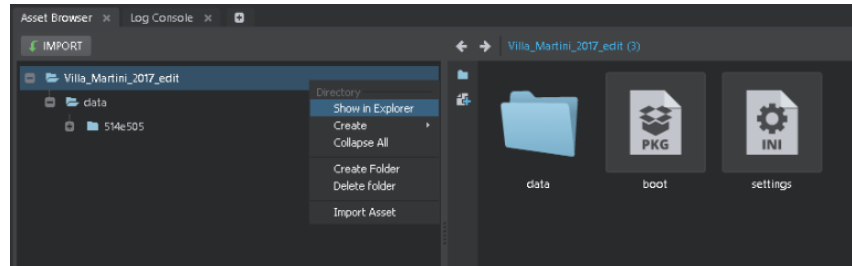 Asset Browser
Log Console
IMPORT
Villa_Martini_2017_edit (3)
Villa_Martini_2017_edit
data
514e505
Directory
Show in Explorer
Create
Collapse All
Create Folder
Delete folder
Import Asset
PKG
INI
data
boot
settings